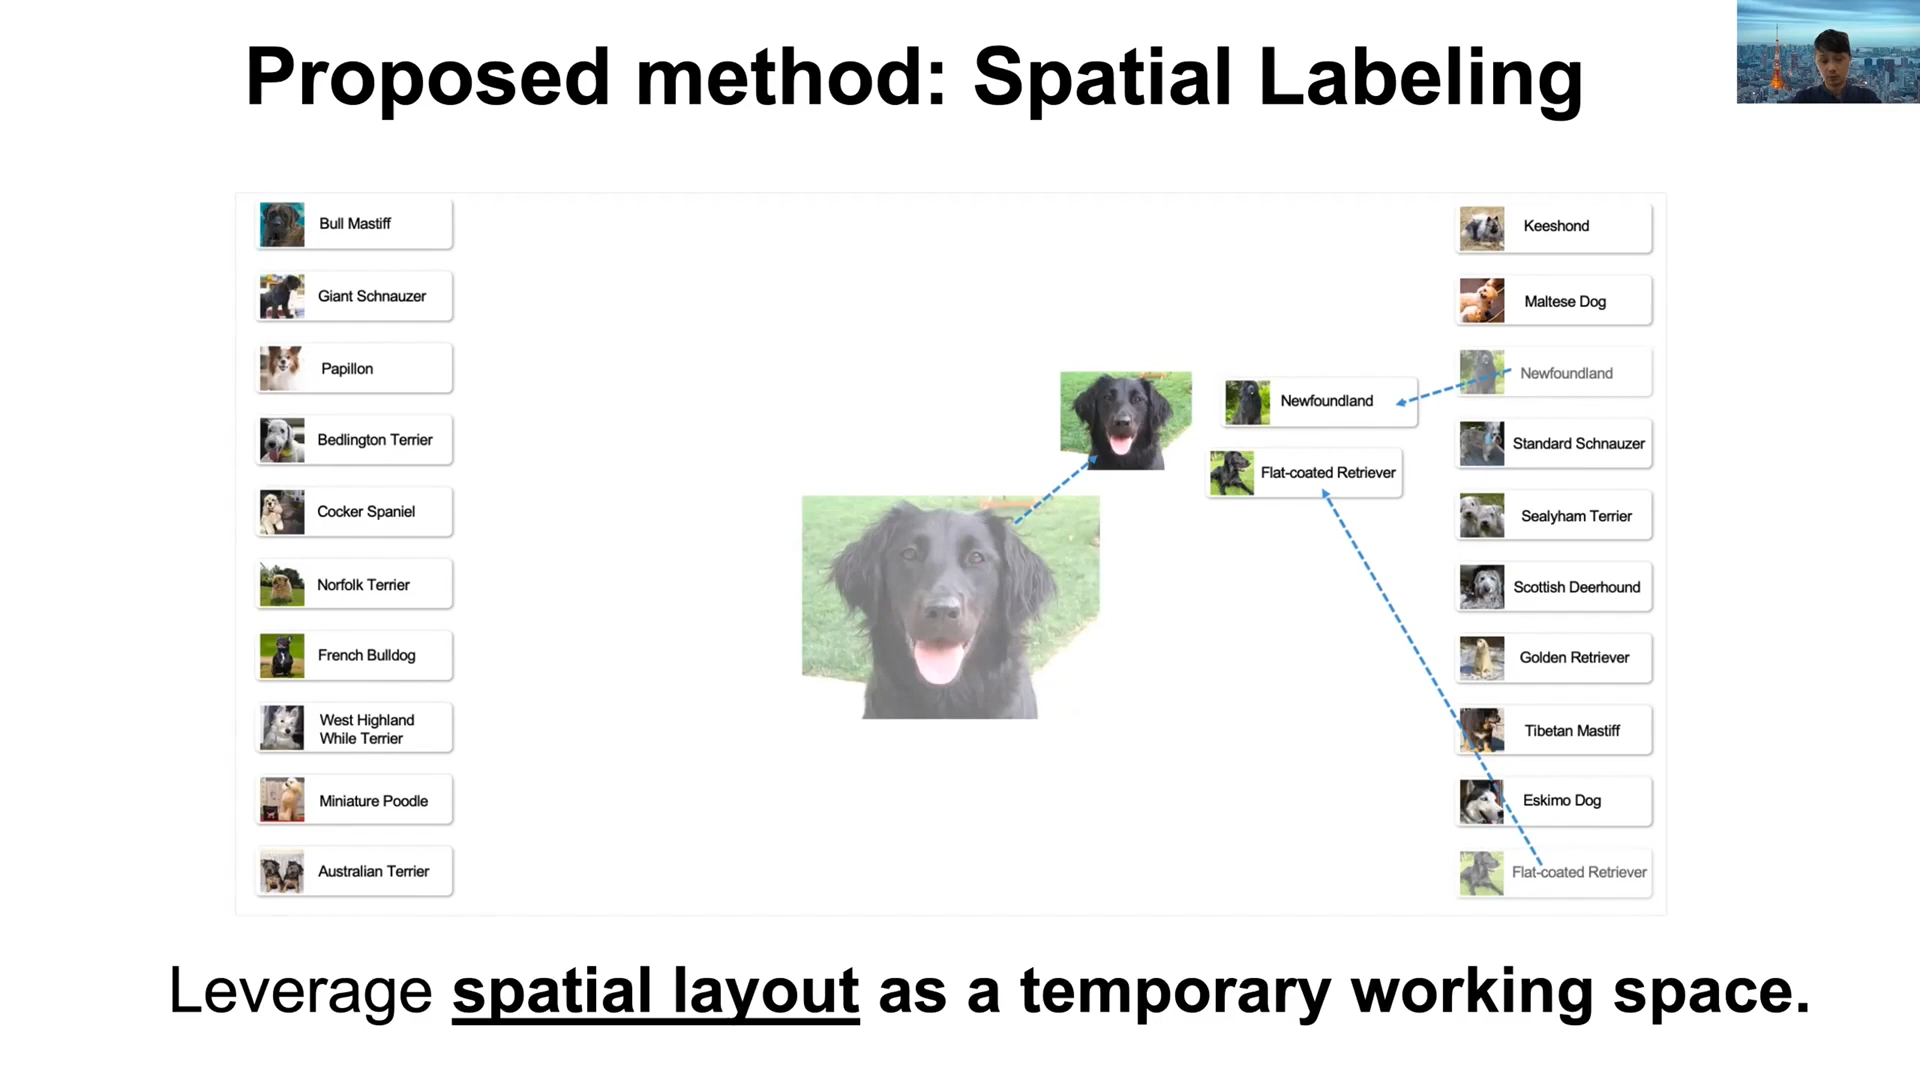 Proposed method: Spatial Labeling
Bull Mastiff
Giant Schnauzer
Papillon
Bedlington Terrier
Cocker Spaniel
Norfolk Terrier
French Bulldog
West Highland
While Terrier
Miniature Poodle
Australian Terrier
Newfoundland
Flat-coated Retriever
Keeshond
Maltese Dog
Newfoundland
Standard Schnauzer
Sealyham Terrier
Scottish Deerhound
Golden Retriever
Tibetan Mastiff
Eskimo Dog
Flat-coated Retriever
Leverage spatial layout as a temporary working space.